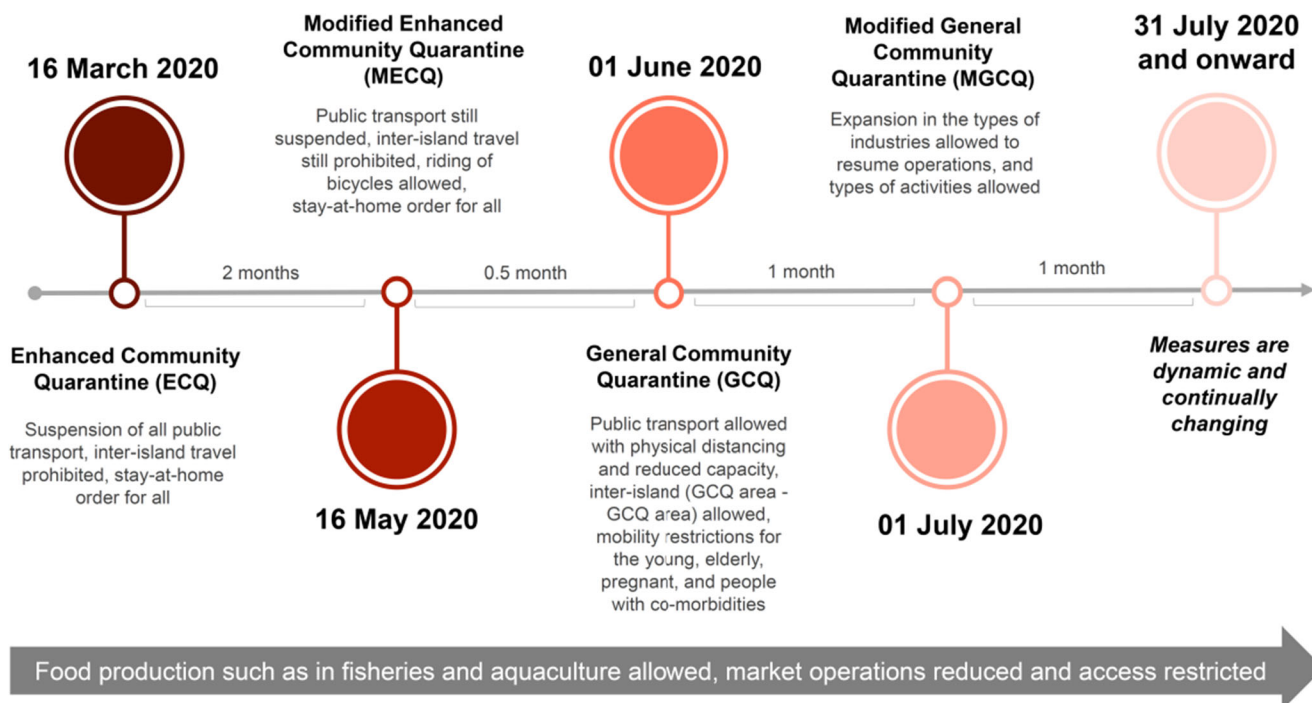 16 March 2020
Enhanced Community
Quarantine (ECQ)
Suspension of all public
transport, inter-island travel
prohibited, stay-at-home
order for all
2 months
Modified Enhanced
Community Quarantine
(MECQ)
Public transport still
suspended, inter-island travel
still prohibited, riding of
bicycles allowed,
stay-at-home order for all
16 May 2020
0.5 month
01 June 2020
General Community
Quarantine (GCQ)
Public transport allowed
with physical distancing
and reduced capacity,
inter-island (GCQ area -
GCQ area) allowed,
mobility restrictions for
the young, elderly,
pregnant, and people
with co-morbidities
1 month
Modified General
Community
Quarantine (MGCQ)
Expansion in the types of
industries allowed to
resume operations, and
types of activities allowed
01 July 2020
1 month
31 July 2020
and onward
Measures are
dynamic and
continually
changing
Food production such as in fisheries and aquaculture allowed, market operations reduced and access restricted